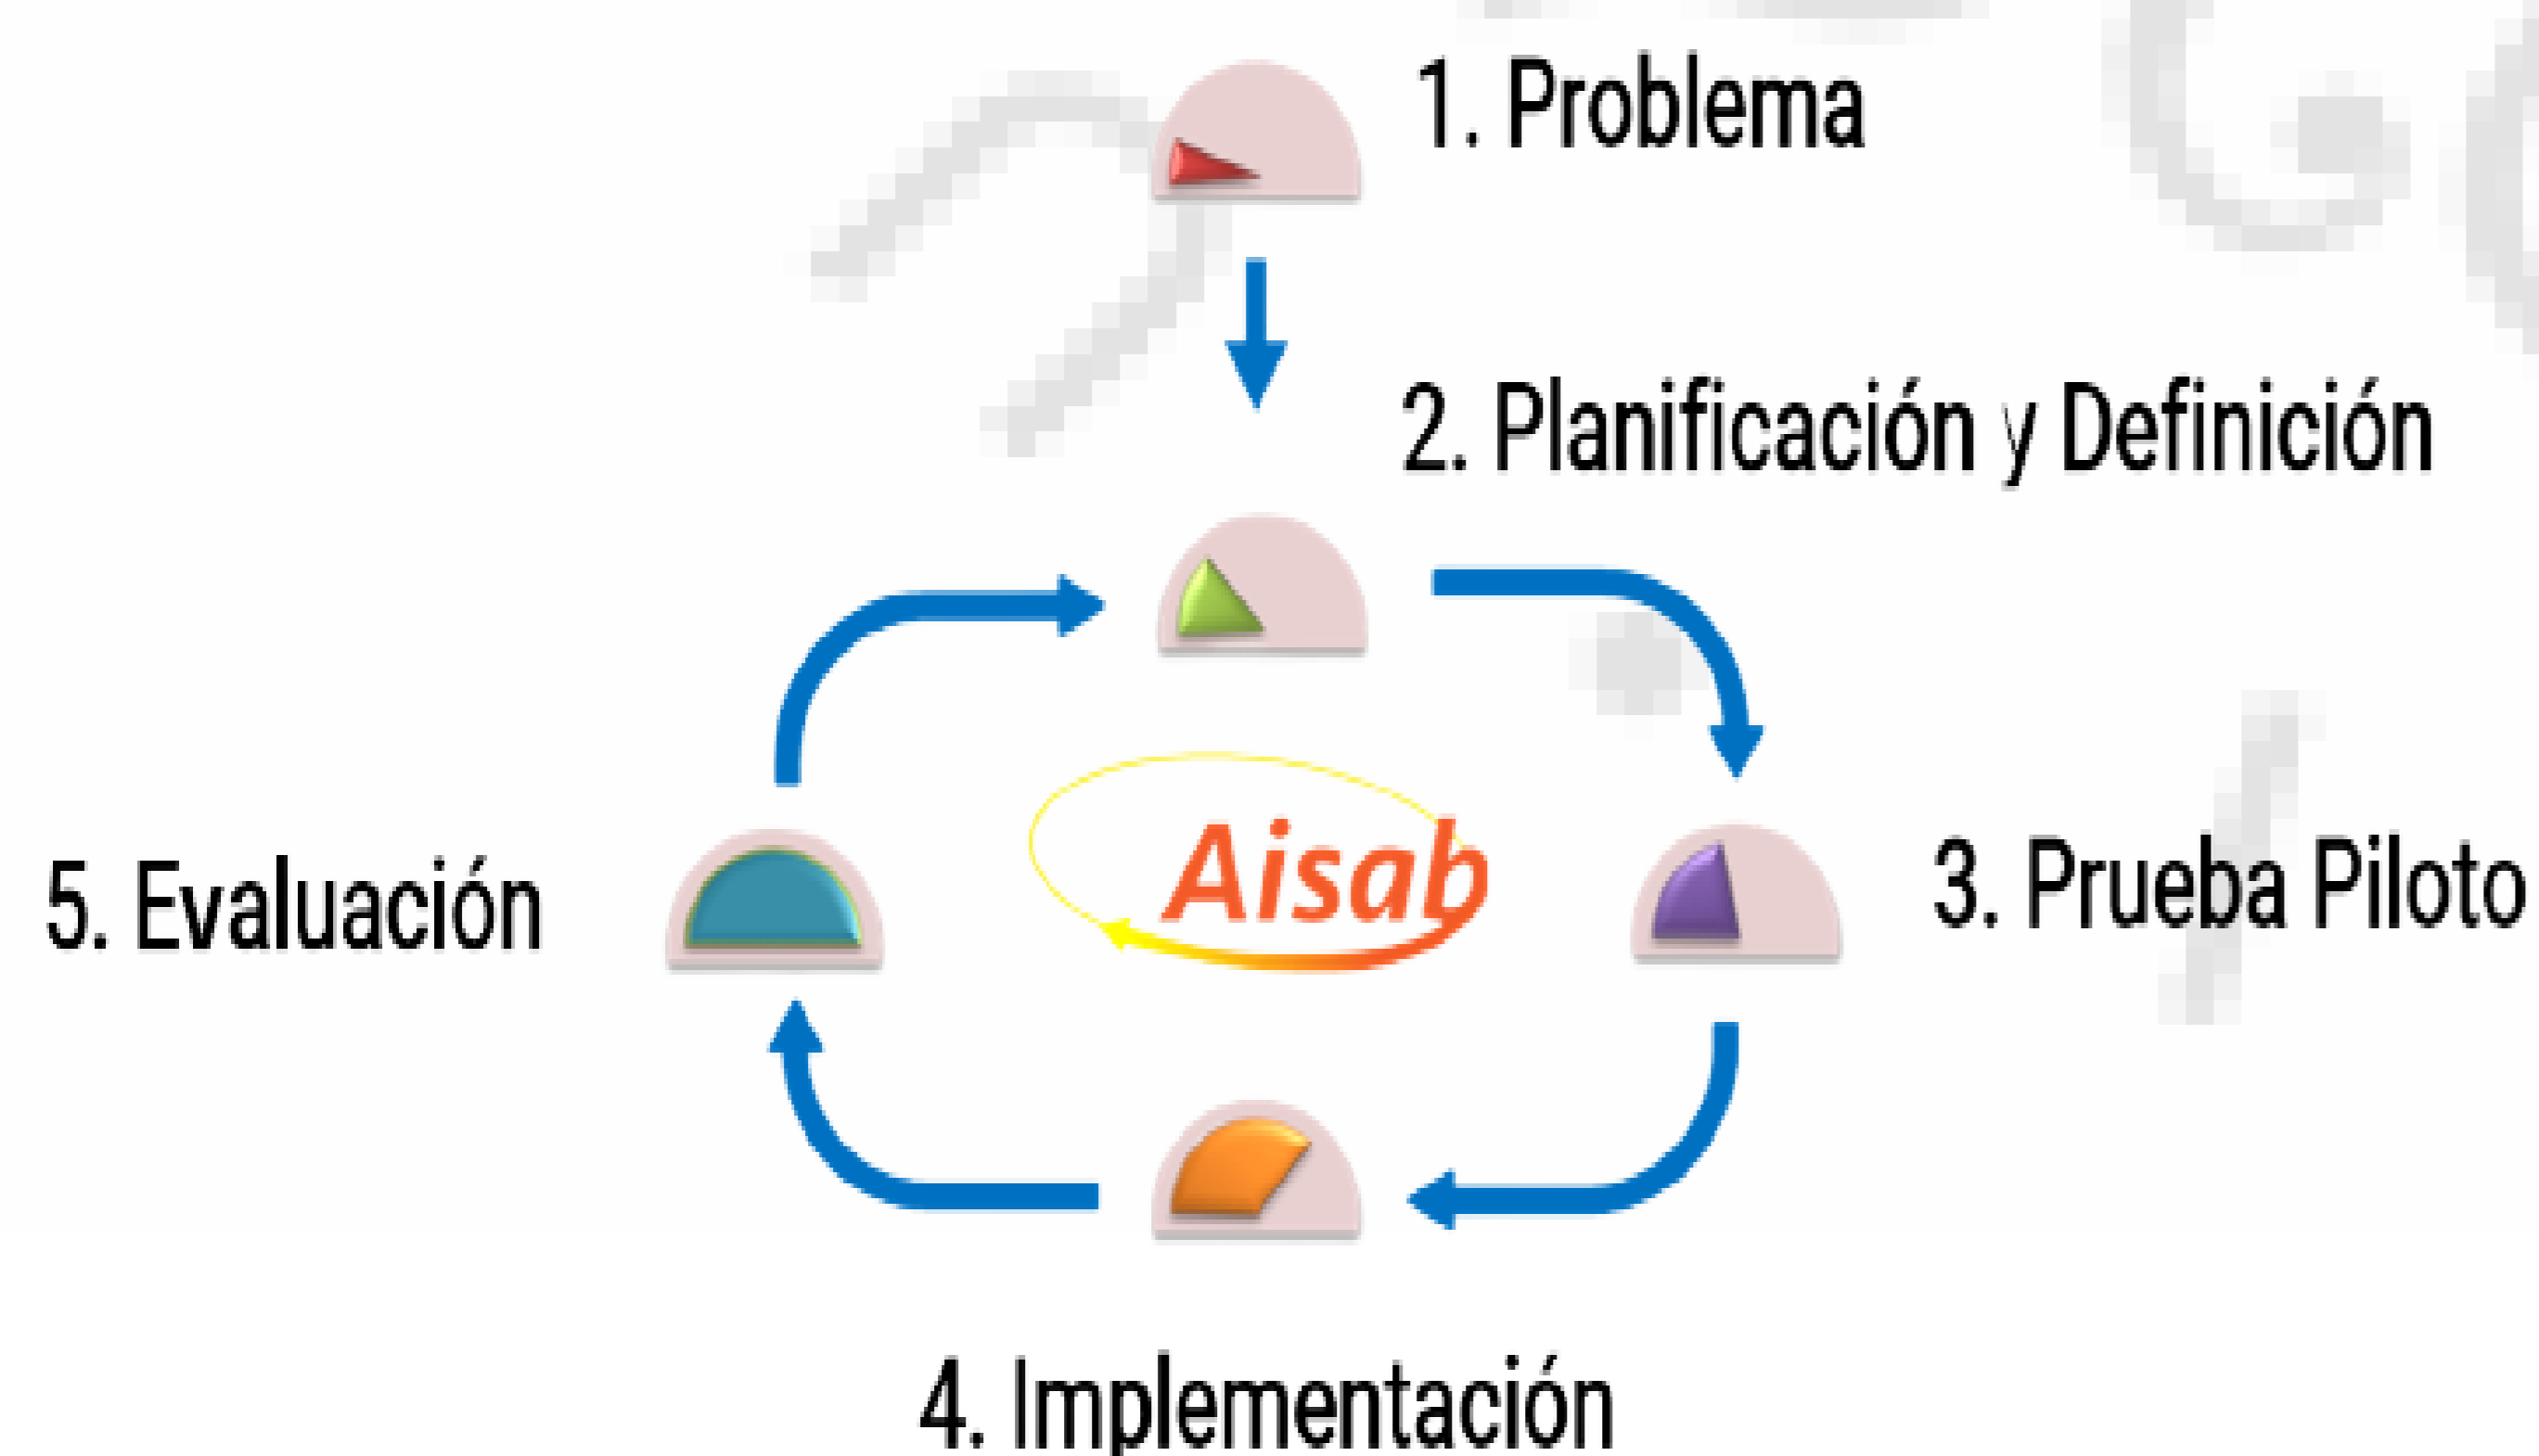 1. Problema
2. Planificación y Definición
Aisab
3. Prueba Piloto
5. Evaluación
4. Implementación